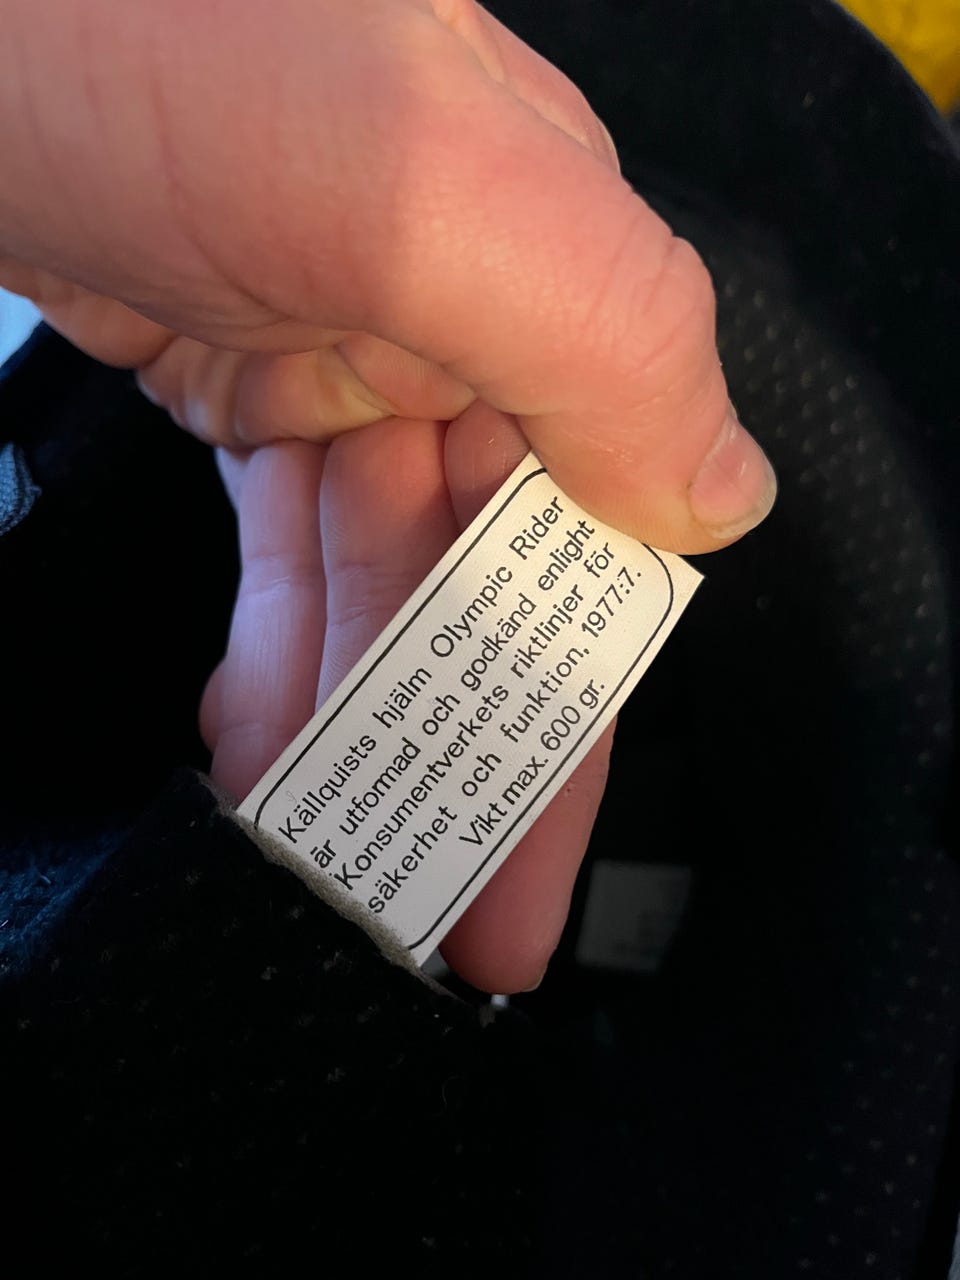 Källquists hjälm Olympic Rider
är utformad och godkänd enlight
Konsumentverkets riktlinjer för
säkerhet och funktion, 1977:7.
Vikt max. 600 gr.